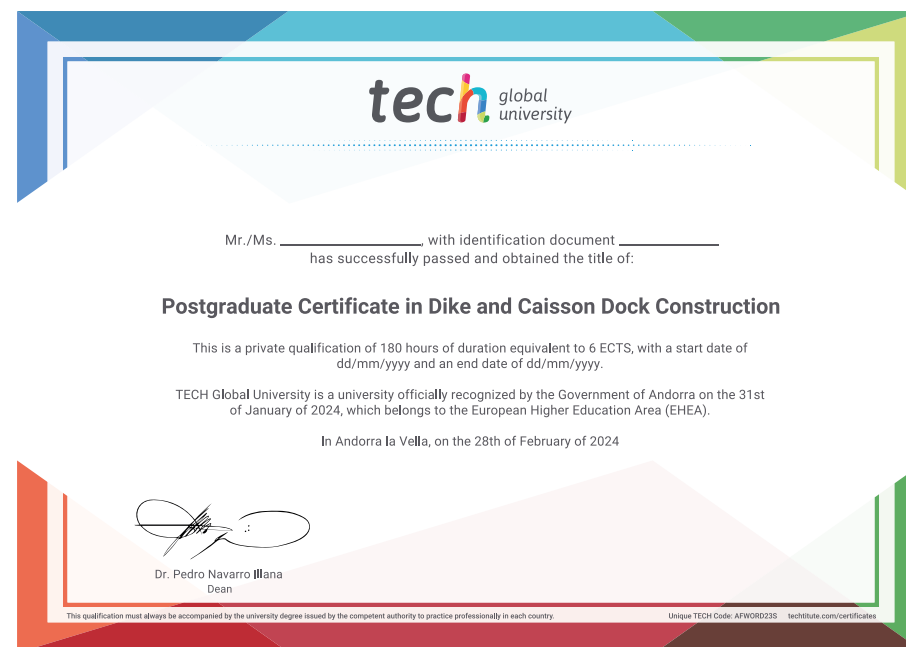 tech global university
Mr./Ms. ____________________, with identification document ______________
has successfully passed and obtained the title of:
Postgraduate Certificate in Dike and Caisson Dock Construction
This is a private qualification of 180 hours of duration equivalent to 6 ECTS, with a start date of
dd/mm/yyyy and an end date of dd/mm/yyyy.
TECH Global University is a university officially recognized by the Government of Andorra on the 31st
of January of 2024, which belongs to the European Higher Education Area (EHEA).
In Andorra la Vella, on the 28th of February of 2024
Dr. Pedro Navarro Illana
Dean
This qualification must always be accompanied by the university degree issued by the competent authority to practice professionally in each country.
Unique TECH Code: AFWORD23S techtitute.com/certificates